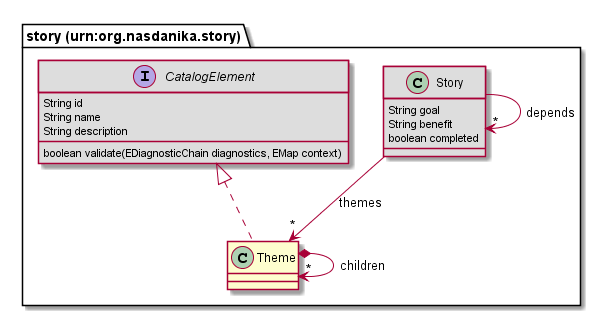 story (urn:org.nasdanika.story)
I CatalogElement
String id
String name
String description
boolean validate(EDiagnosticChain diagnostics, EMap context)
C Story
String goal
String benefit
boolean completed
depends
*
themes
*
C Theme
*
children